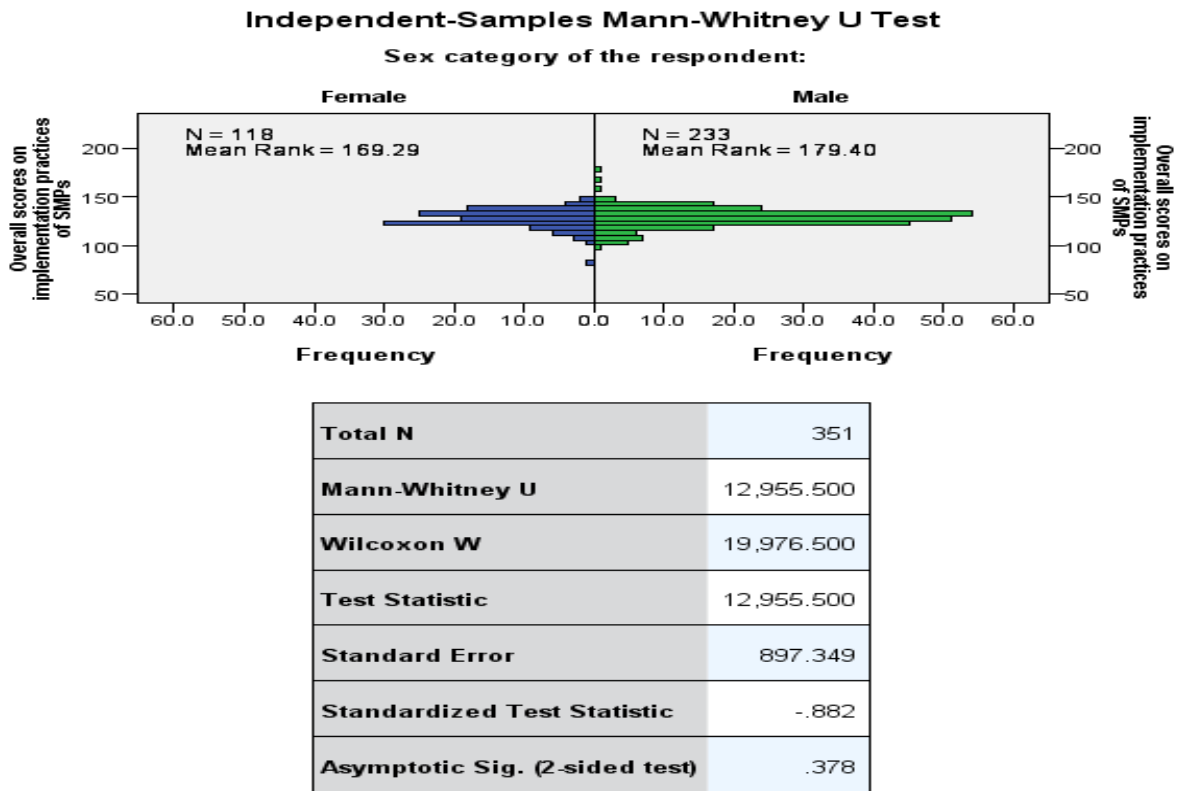 Independent-Samples Mann-Whitney U Test
Sex category of the respondent:
Female Male
N = 118
Mean Rank = 169.29
N = 233
Mean Rank = 179.40
Overall scores on
implementation practices
of SMPs
200
150
100
50
200
150
100
50
Overall scores on
implementation practices
of SMPs
60.0 50.0 40.0 30.0 20.0 10.0 0.0 10.0 20.0 30.0 40.0 50.0 60.0
Frequency Frequency
Total N 351
Mann-Whitney U 12,955.500
Wilcoxon W 19,976.500
Test Statistic 12,955.500
Standard Error 897.349
Standardized Test Statistic -.882
Asymptotic Sig. (2-sided test) .378